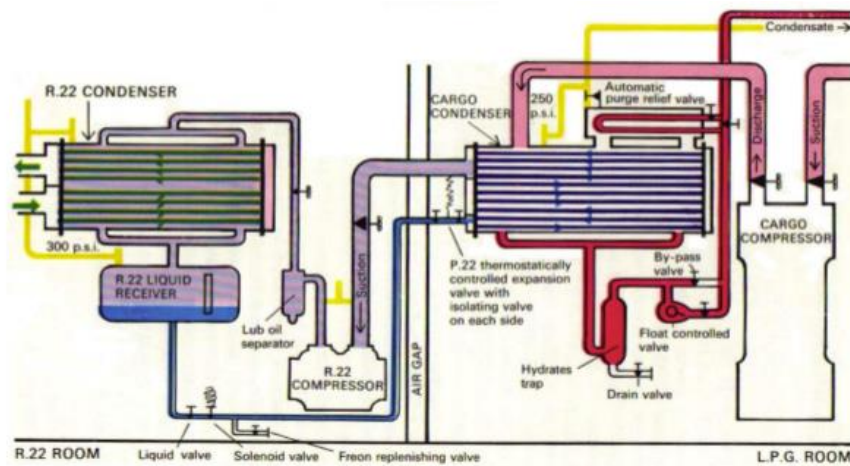 R.22 CONDENSER
300 p.s.i.
R.22 LIQUID
RECEIVER
Lub oil
separator
Suction
R.22
COMPRESSOR
Liquid valve
Solenoid valve
Freon replenishing valve
R.22 ROOM
AIR GAP
CARGO
CONDENSER
250
p.s.i.
Automatic
purge relief
valve
Condensate
Discharge
Suction
CARGO
COMPRESSOR
P.22 thermostatically
controlled expansion
valve with
isolating valve
on each side
By-pass
valve
Float controlled
valve
Hydrates
trap
Drain valve
L.P.G. ROOM